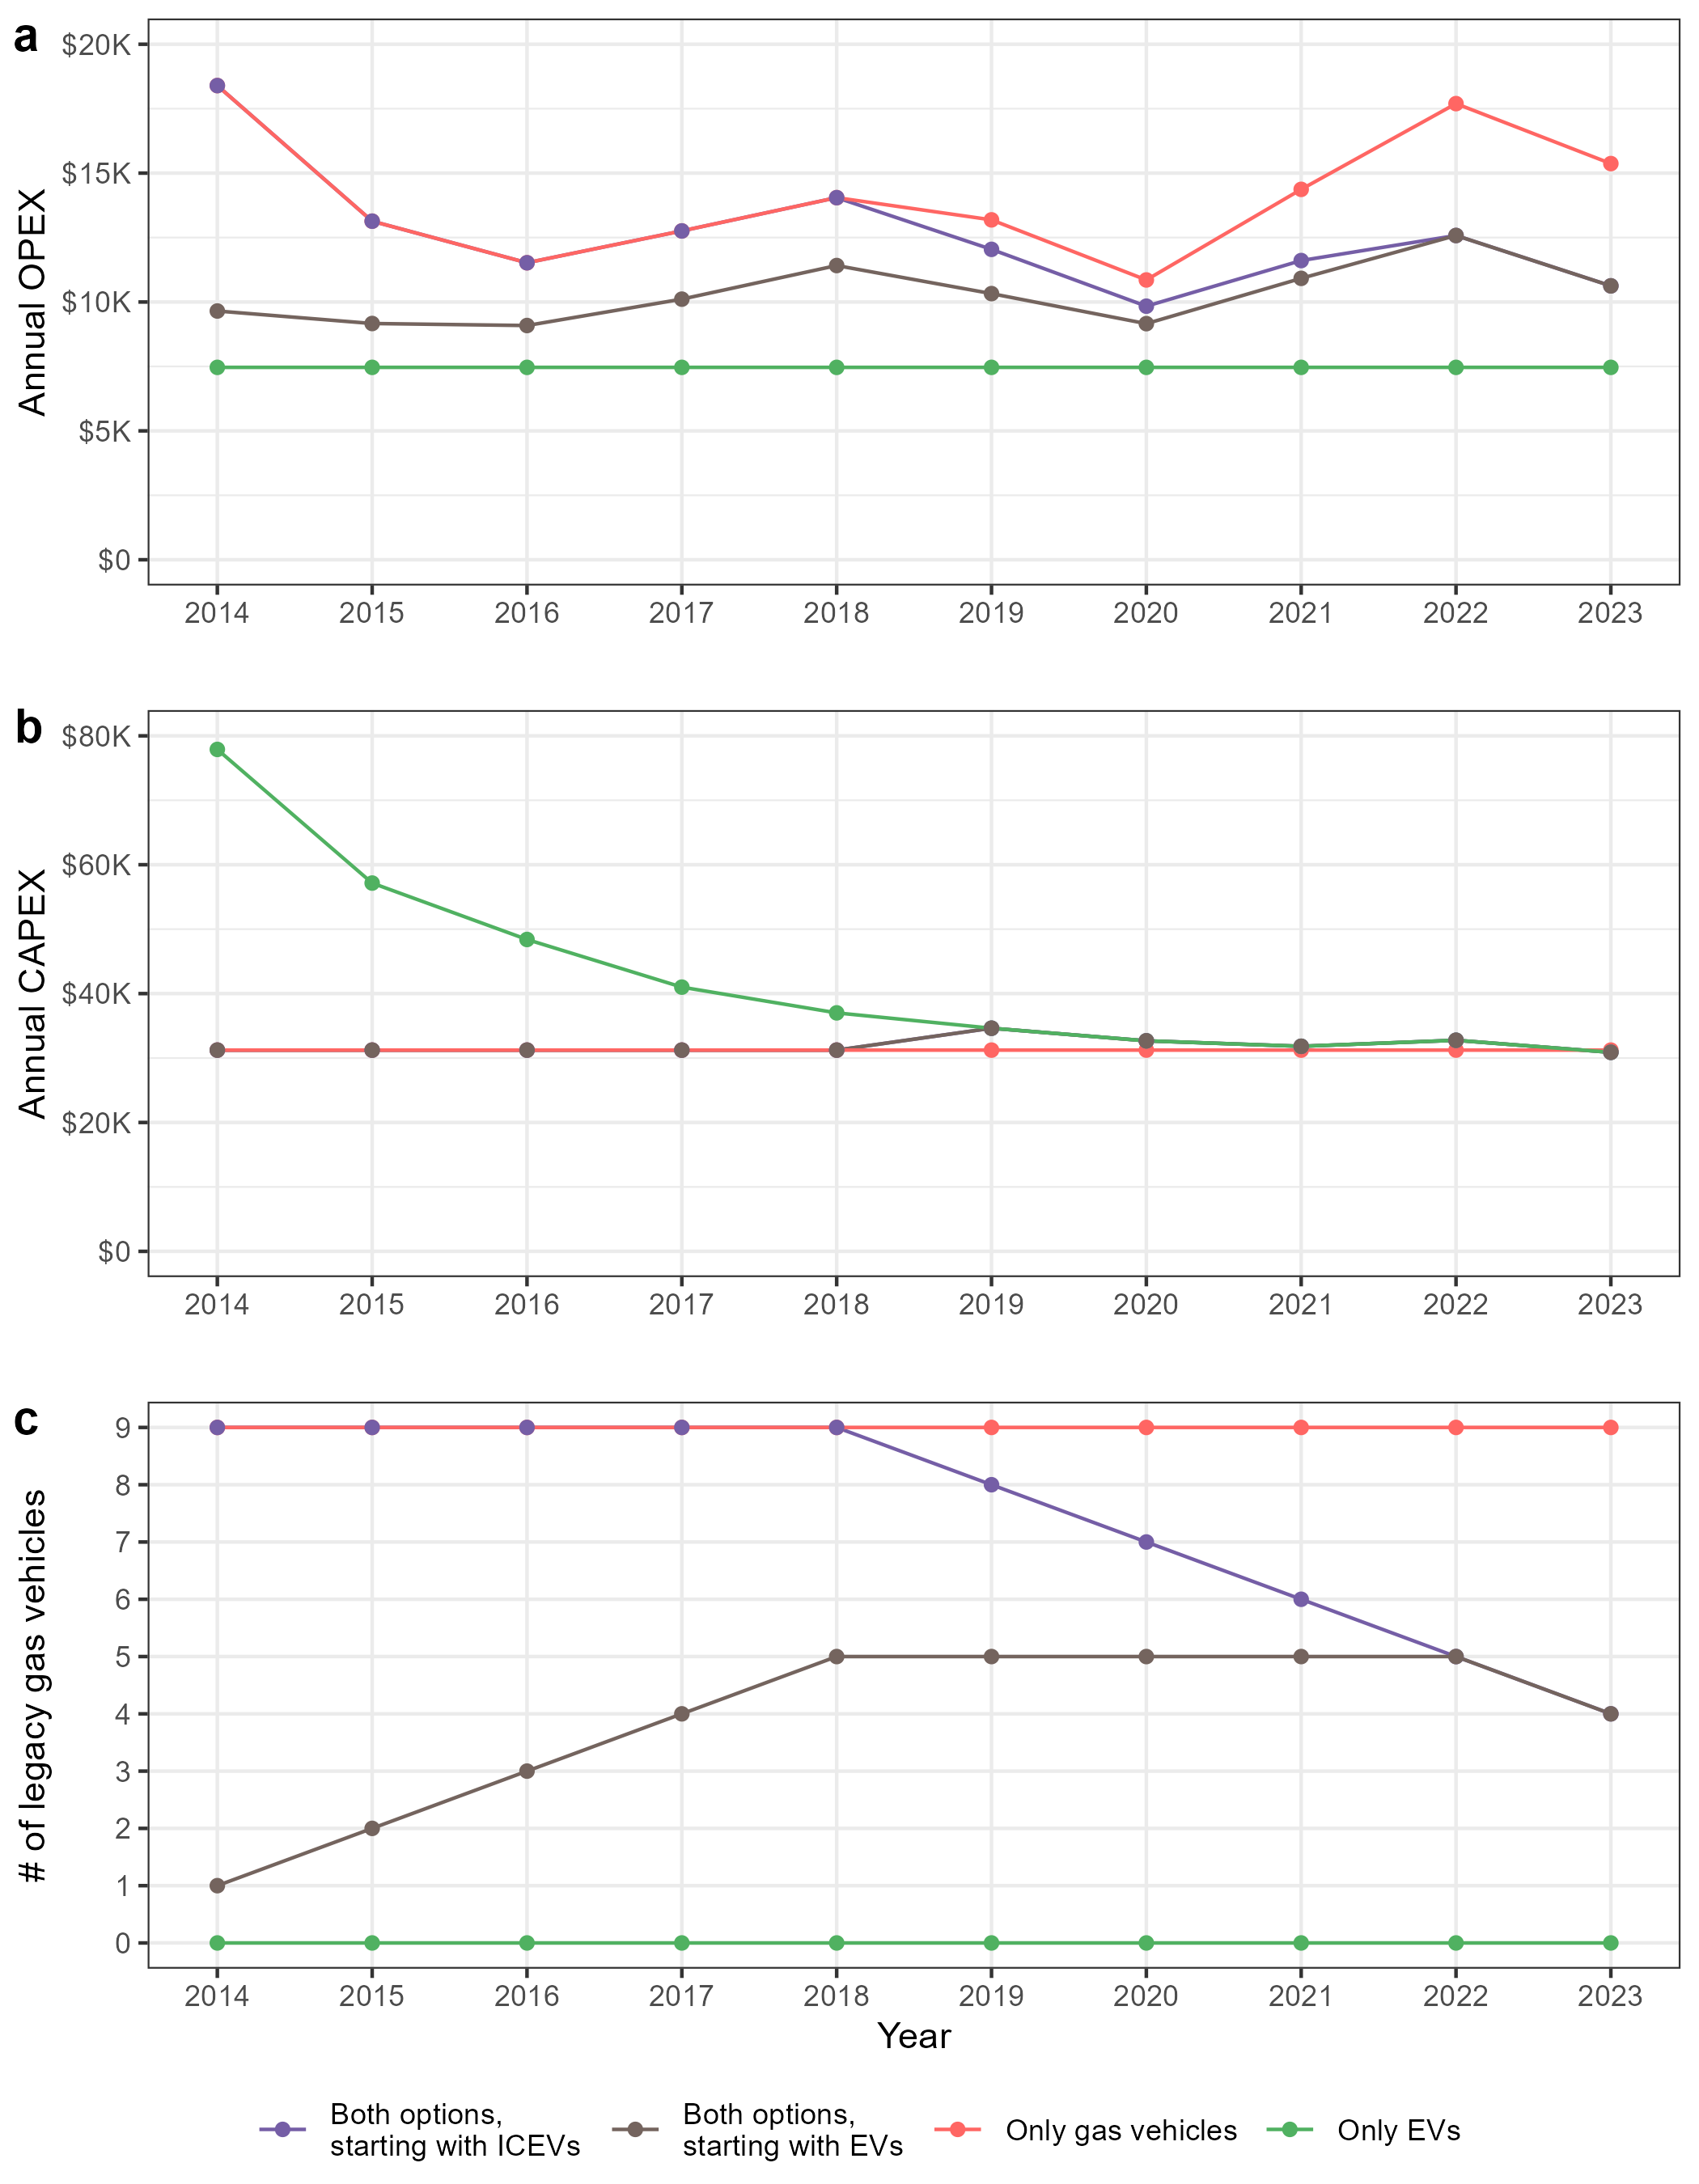 a
$20K
$15K
$10K
$5K
$0
Annual OPEX
2014 2015 2016 2017 2018 2019 2020 2021 2022 2023
b
$80K
$60K
$40K
$20K
$0
Annual CAPEX
2014 2015 2016 2017 2018 2019 2020 2021 2022 2023
c
9
8
7
6
5
4
3
2
1
0
# of legacy gas vehicles
2014 2015 2016 2017 2018 2019 2020 2021 2022 2023
Year
Both options,
starting with ICEVs
Both options,
starting with EVs
Only gas vehicles
Only EVs